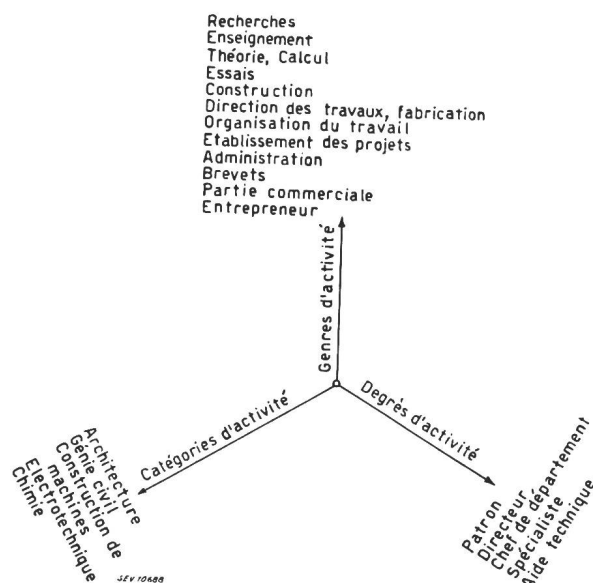 Recherches
Enseignement
Théorie, Calcul
Essais
Construction
Direction des travaux, fabrication
Organisation du travail
Etablissement des projets
Administration
Brevets
Partie commerciale
Entrepreneur
Genres d'activité
Catégories d'activité
Degrés d'activité
Architecture
Génie civil
Construction de
machines
Electrotechnique
Chimie
Patron
Directeur
Chef de département
Spécialiste
Aide technique
SEV 10688